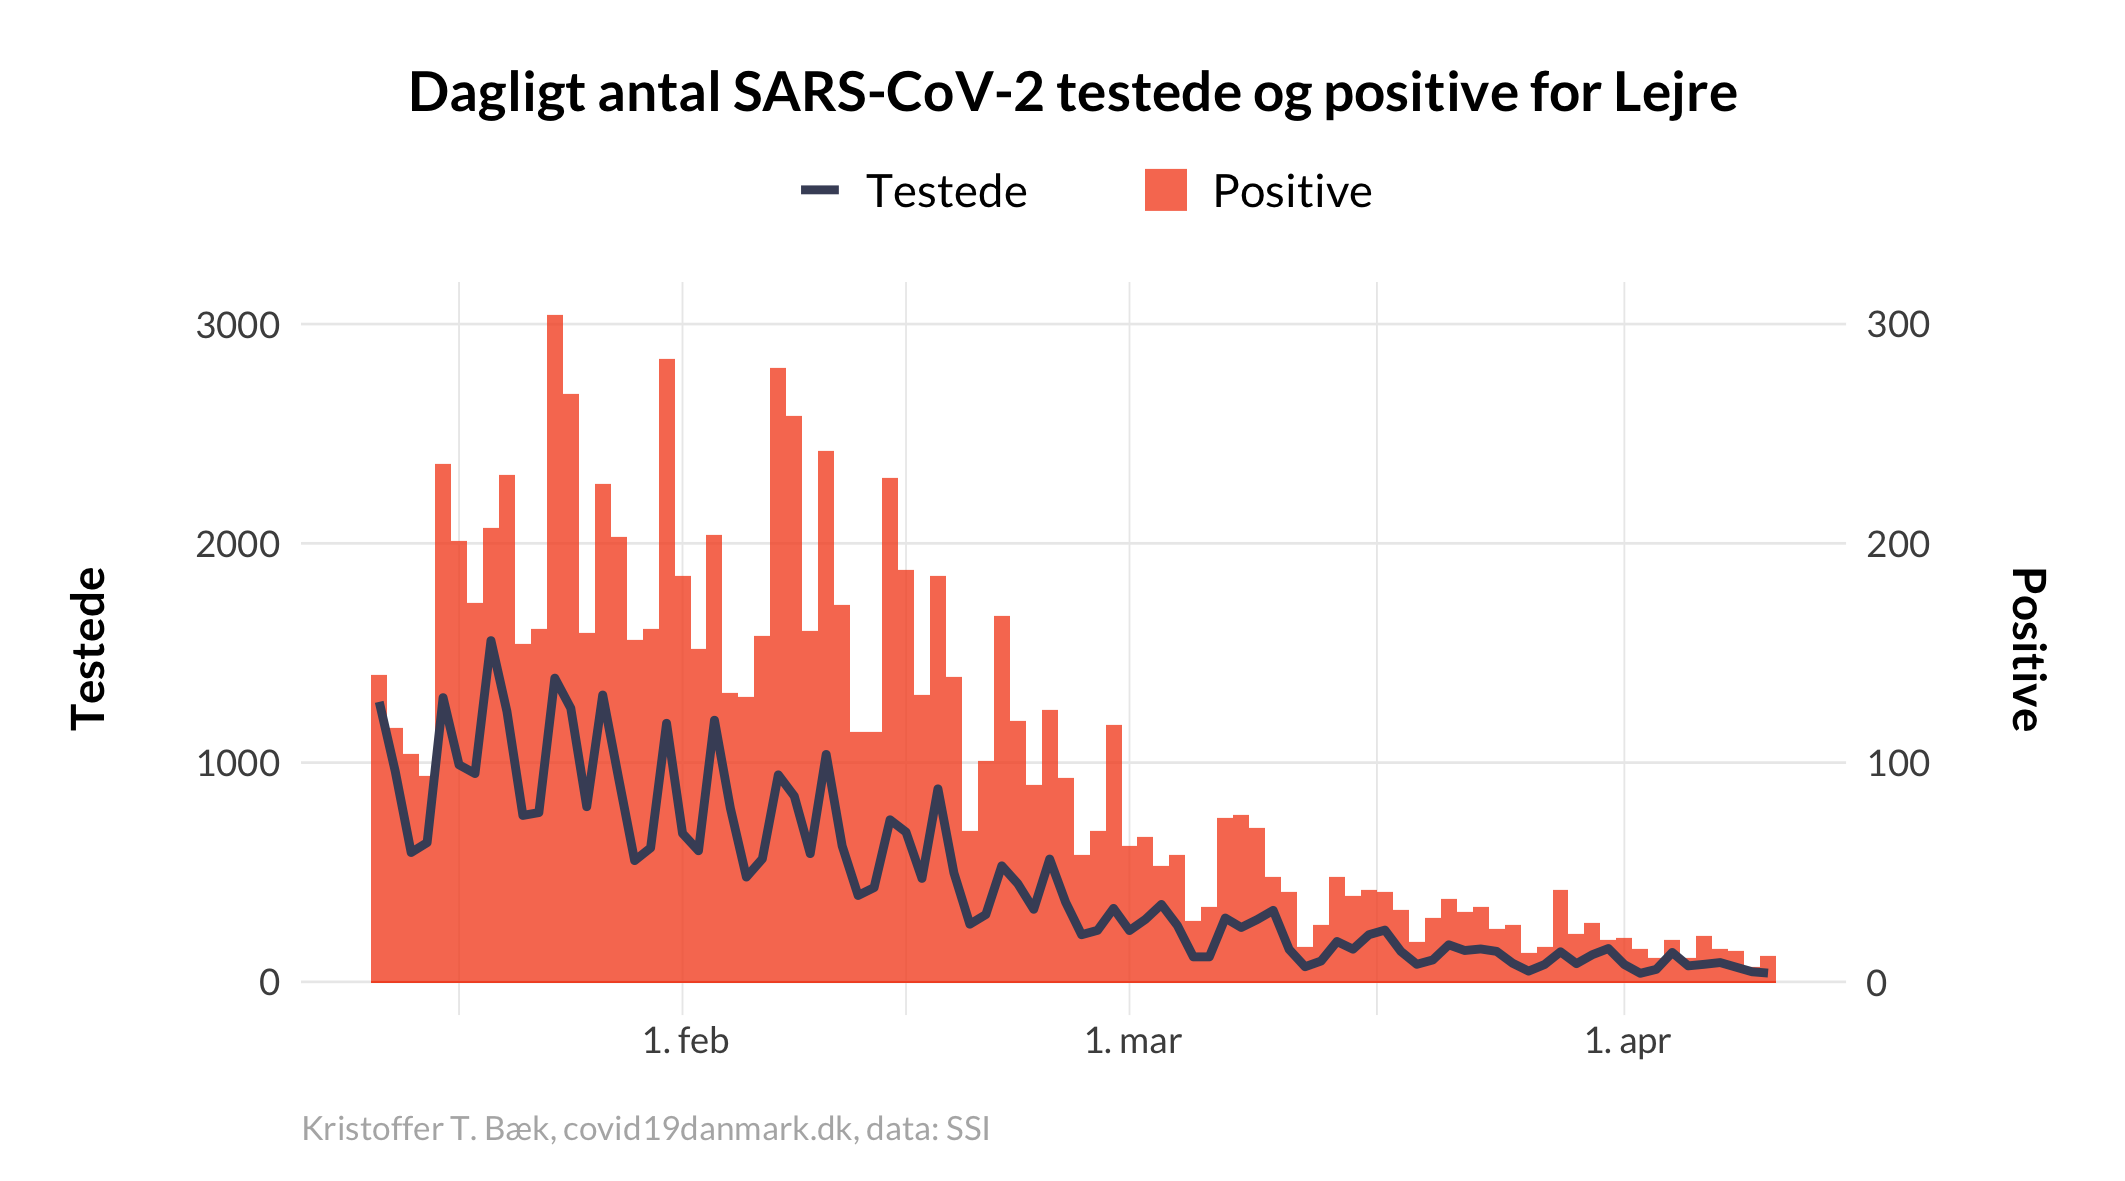 Dagligt antal SARS-CoV-2 testede og positive for Lejre
Testede
Positive
3000
2000
1000
0
300
200
100
0
Testede
Positive
1. feb
1. mar
1. apr
Kristoffer T. Bæk, covid19danmark.dk, data: SSI